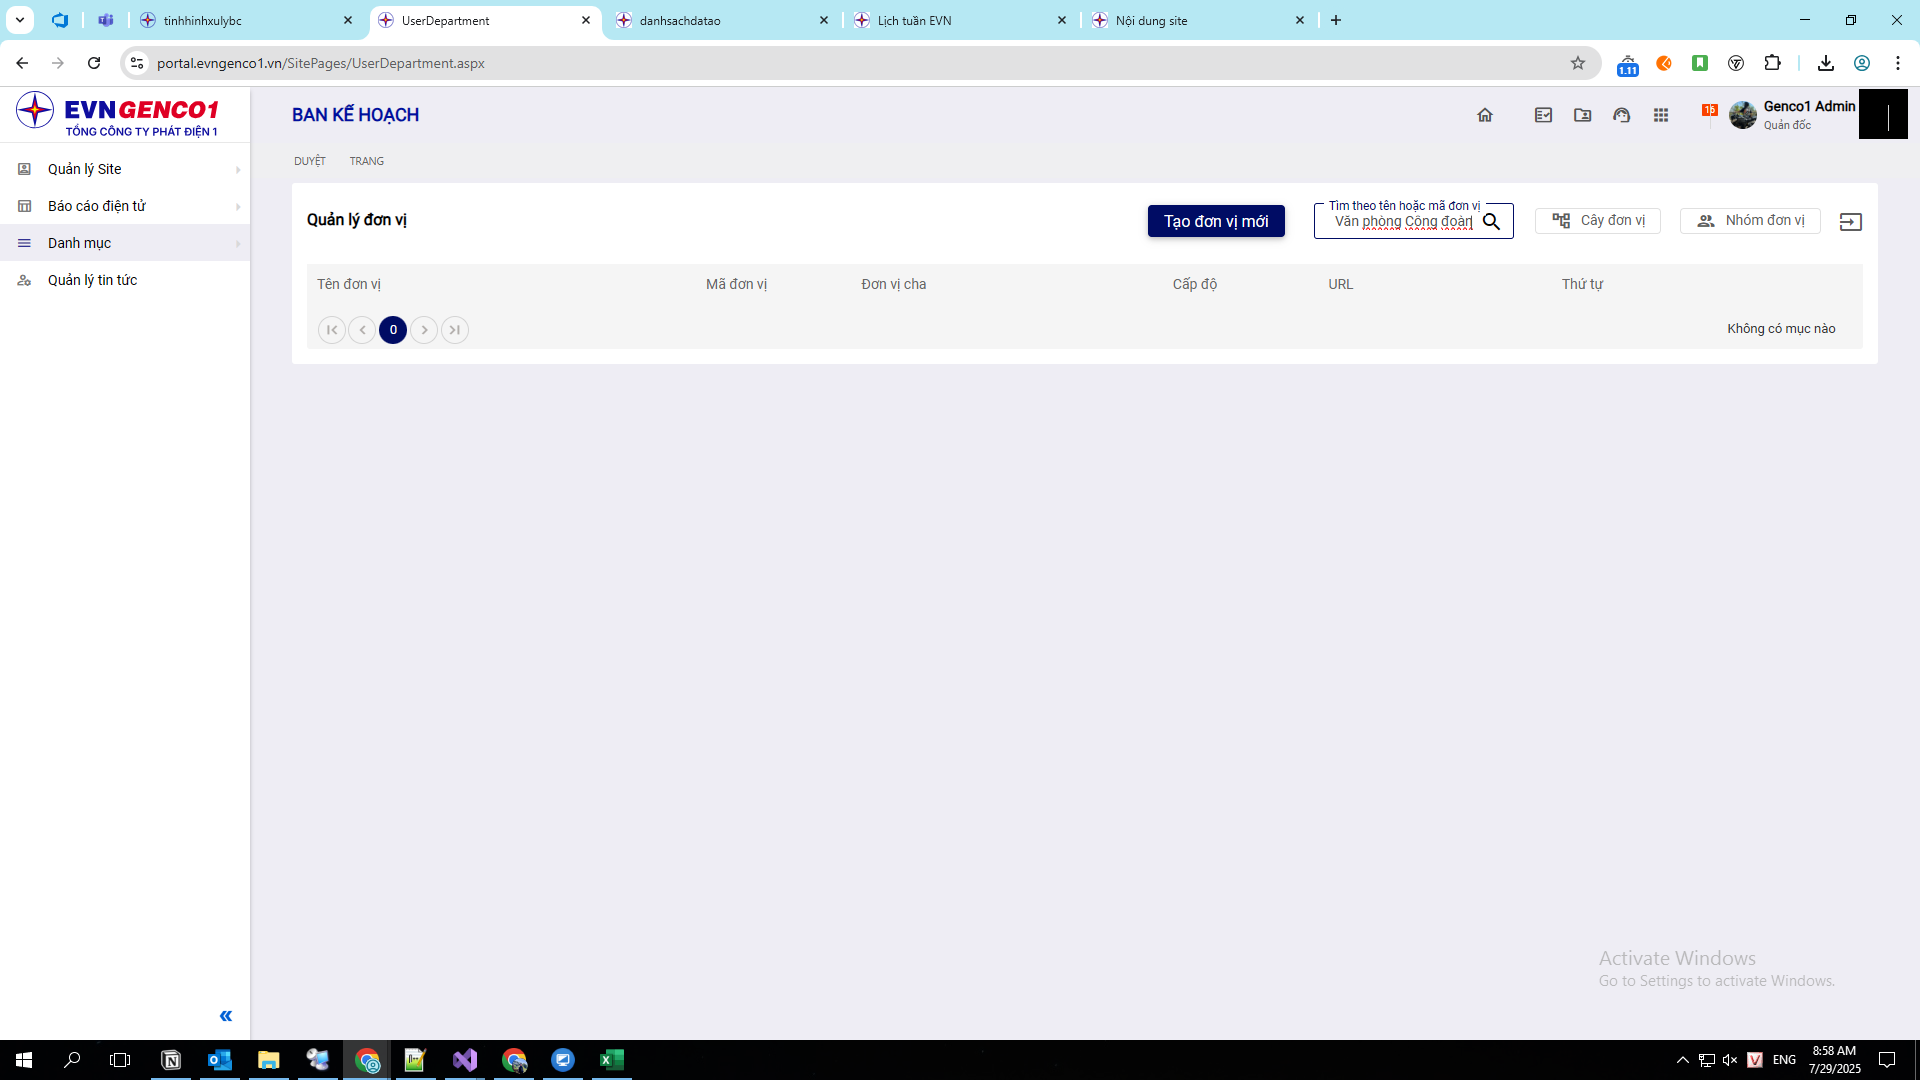 tinhhinhxulybc
UserDepartment
danhsachdatao
Lịch tuần EVN
Nội dung site
portal.evngenco1.vn/SitePages/UserDepartment.aspx
1.11
EVNGENCO1
TỔNG CÔNG TY PHÁT ĐIỆN 1
BAN KẾ HOẠCH
16
Genco1 Admin
Quản đốc
DUYỆT TRANG
Quản lý Site
Báo cáo điện tử
Danh mục
Quản lý tin tức
Quản lý đơn vị
Tạo đơn vị mới
Tìm theo tên hoặc mã đơn vị
Văn phòng Công đoàn
Cây đơn vị
Nhóm đơn vị
Tên đơn vị Mã đơn vị Đơn vị cha Cấp độ URL Thứ tự
0
Không có mục nào
Activate Windows
Go to Settings to activate Windows.
ENG
8:58 AM
7/29/2025